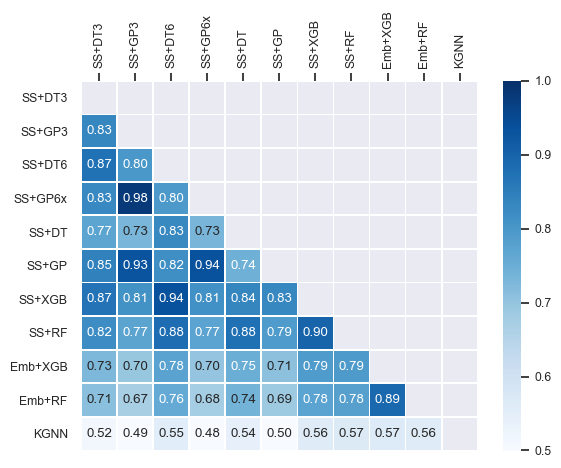 SS+DT3 SS+GP3 SS+DT6 SS+GP6x SS+DT SS+GP SS+XGB SS+RF Emb+XGB Emb+RF KGNN
SS+DT3
SS+GP3 0.83
SS+DT6 0.87 0.80
SS+GP6x 0.83 0.98 0.80
SS+DT 0.77 0.73 0.83 0.73
SS+GP 0.85 0.93 0.82 0.94 0.74
SS+XGB 0.87 0.81 0.94 0.81 0.84 0.83
SS+RF 0.82 0.77 0.88 0.77 0.88 0.79 0.90
Emb+XGB 0.73 0.70 0.78 0.70 0.75 0.71 0.79 0.79
Emb+RF 0.71 0.67 0.76 0.68 0.74 0.69 0.78 0.78 0.89
KGNN 0.52 0.49 0.55 0.48 0.54 0.50 0.56 0.57 0.57 0.56
1.0
0.9
0.8
0.7
0.6
0.5